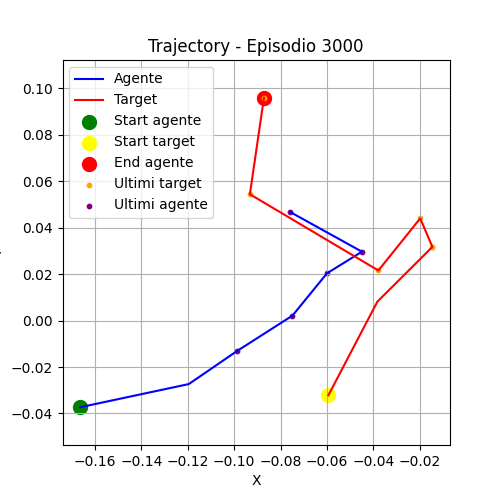 Trajectory - Episodio 3000
Agente
Target
Start agente
Start target
End agente
Ultimi target
Ultimi agente
0.10
0.08
0.06
0.04
0.02
0.00
−0.02
−0.04
−0.16 −0.14 −0.12 −0.10 −0.08 −0.06 −0.04 −0.02
X